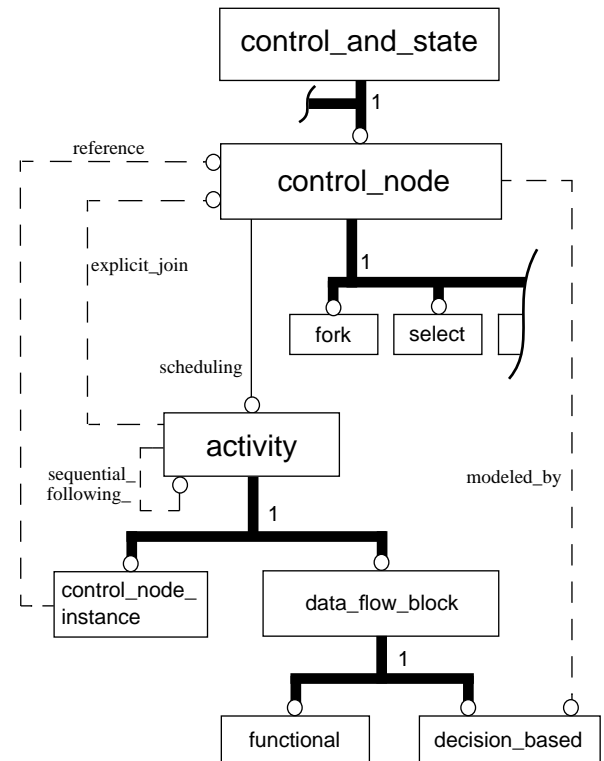 control_and_state
1
reference
control_node
explicit_join
1
fork
select
scheduling
activity
sequential_
following_
modeled_by
1
control_node_
instance
data_flow_block
1
functional
decision_based